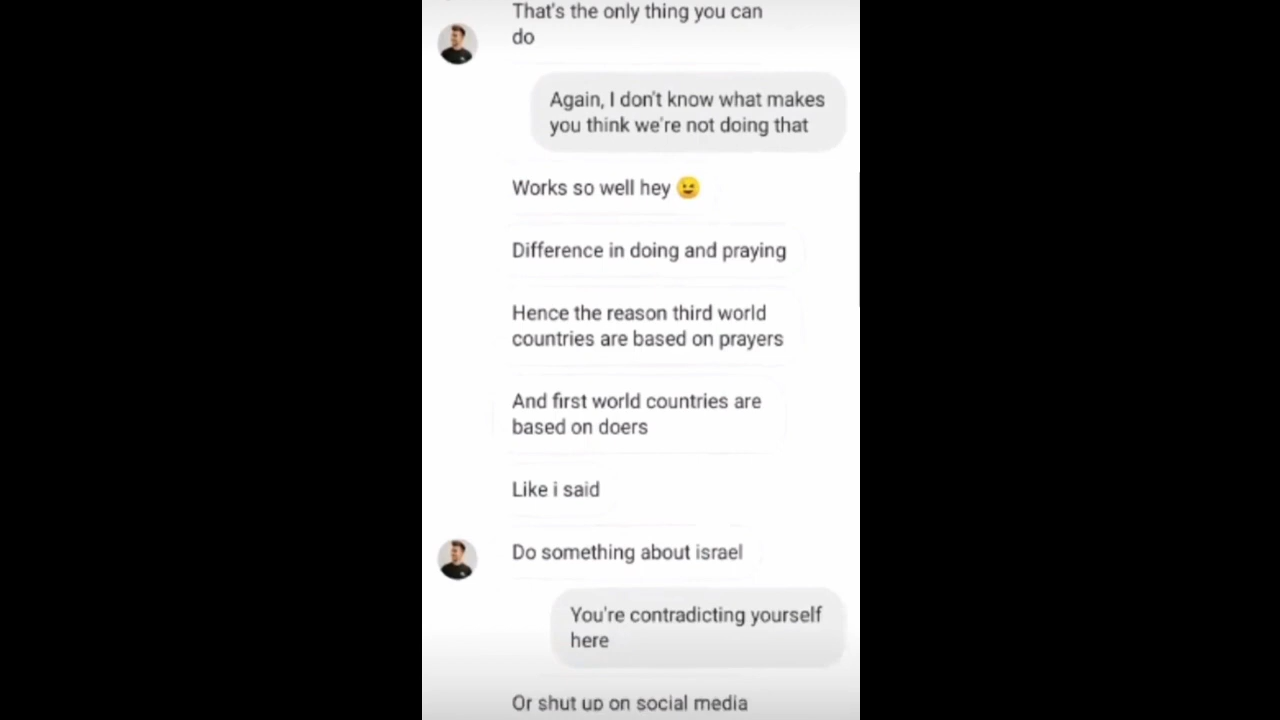 That's the only thing you can
do
Again, I don't know what makes
you think we're not doing that
Works so well hey 😉
Difference in doing and praying
Hence the reason third world
countries are based on prayers
And first world countries are
based on doers
Like i said
Do something about israel
You're contradicting yourself
here
Or shut up on social media